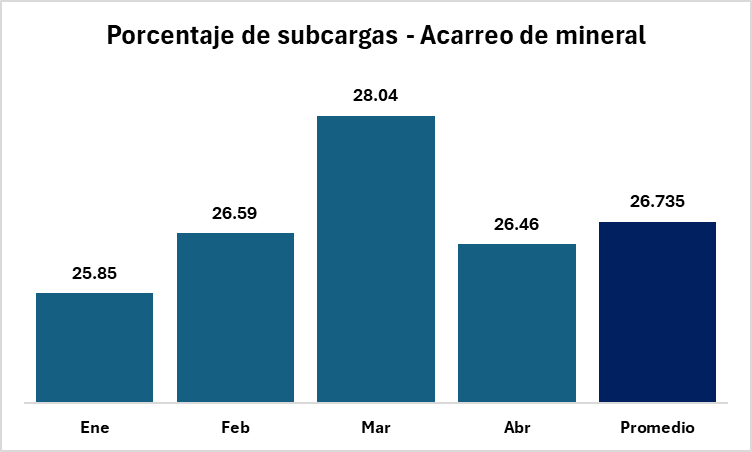 Porcentaje de subcargas - Acarreo de mineral
28.04
26.59
26.46
26.735
25.85
Ene Feb Mar Abr Promedio